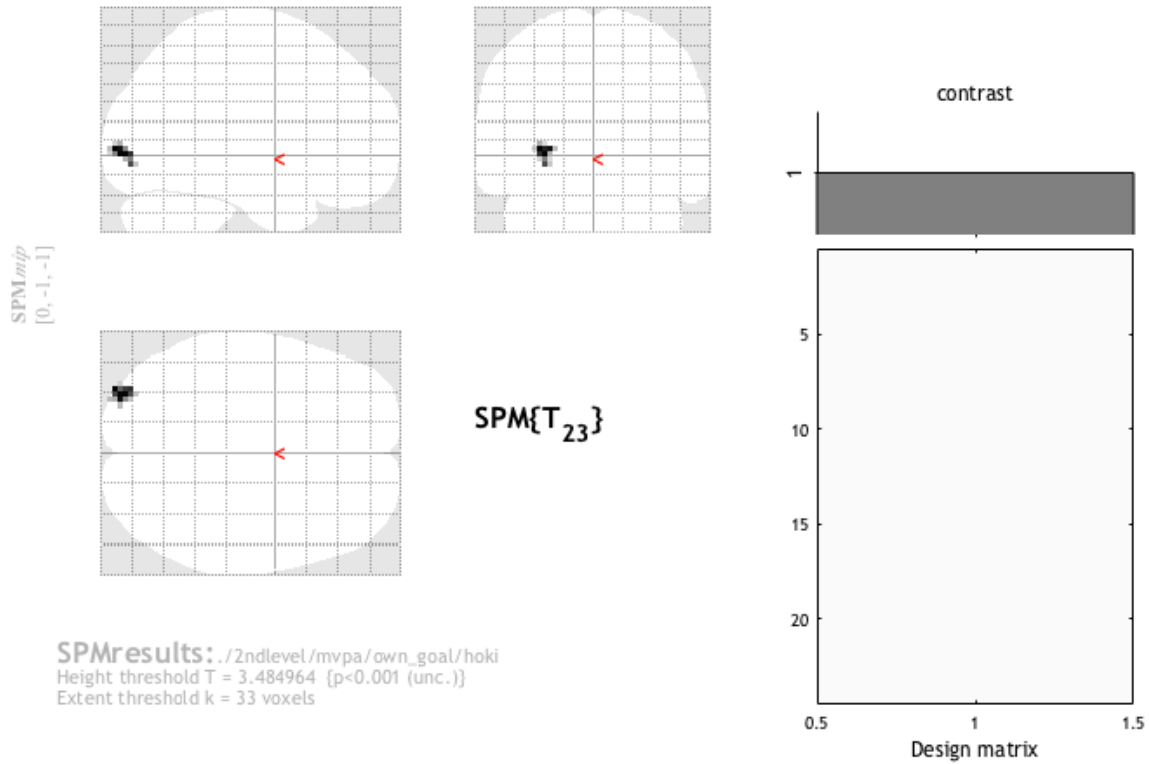 contrast
1
SPMmip
[0, -1, -1]
<
<
<
SPM{T23}
5
10
15
20
0.5
1
1.5
Design matrix
SPMresults: ./2ndlevel/mvpa/own_goal/hoki
Height threshold T = 3.484964 {p<0.001 (unc.)}
Extent threshold k = 33 voxels